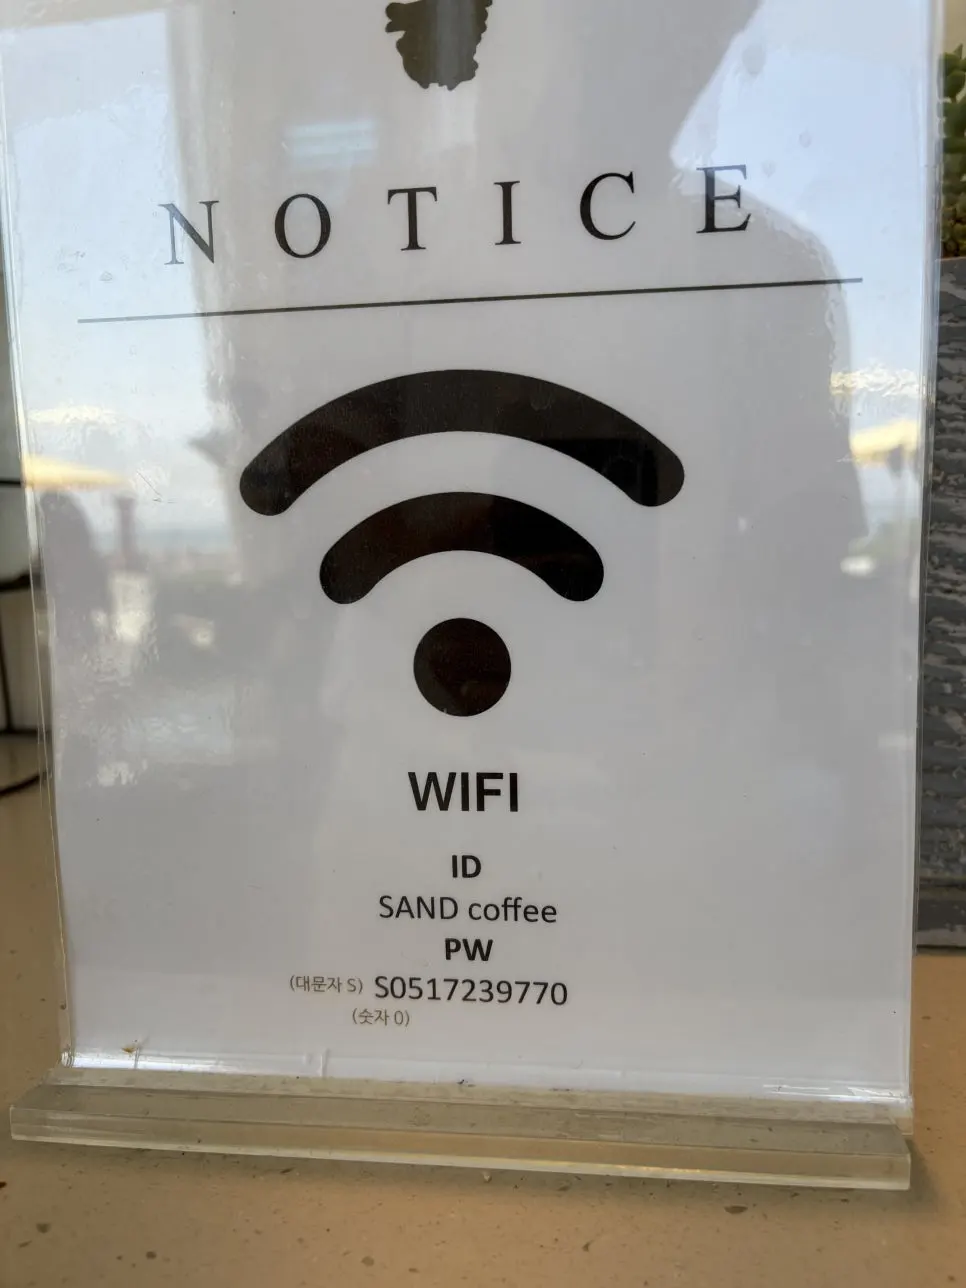 NOTICE
WIFI
ID
SAND coffee
PW
(대문자 S) S0517239770
(숫자 0)